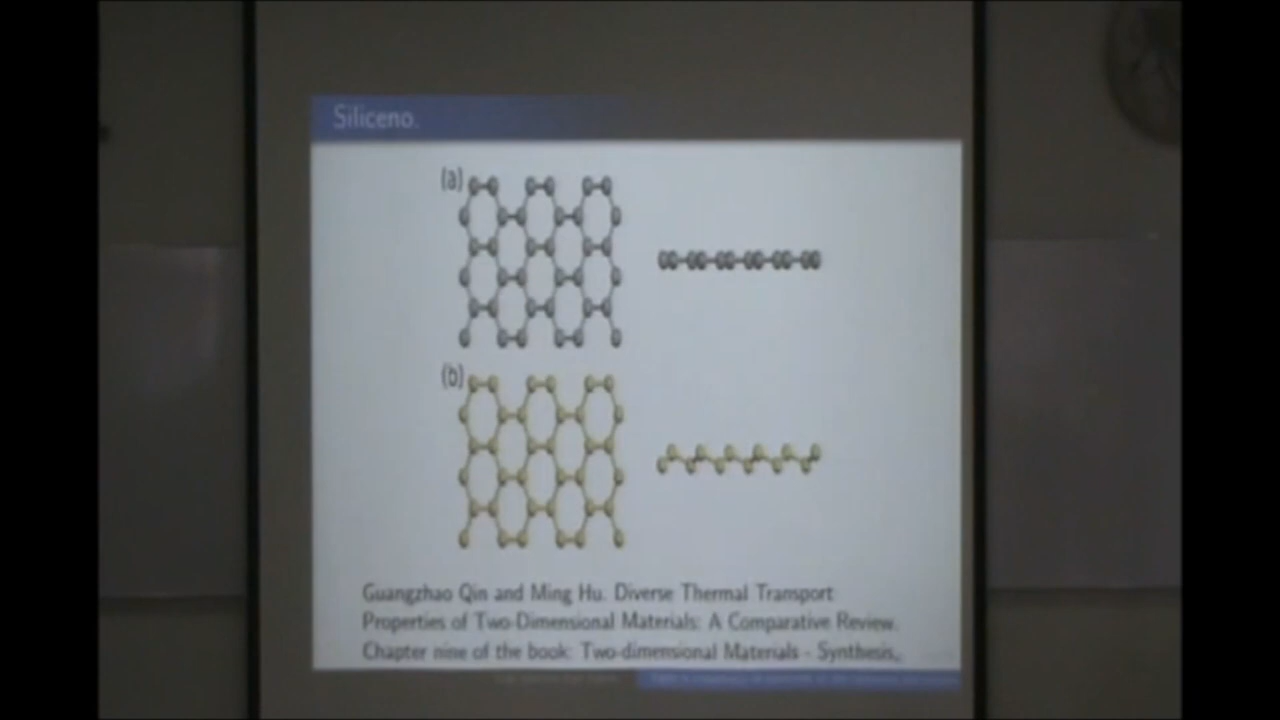 Siliceno.
(a)
(b)
Guangzhao Qin and Ming Hu. Diverse Thermal Transport
Properties of Two-Dimensional Materials: A Comparative Review.
Chapter nine of the book: Two-dimensional Materials - Synthesis,